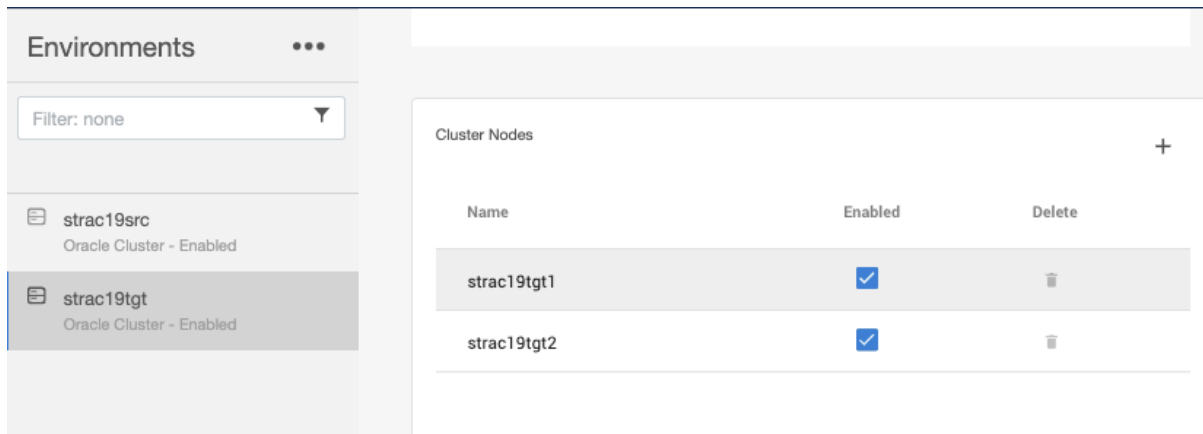 Environments
Filter: none
strac19src
Oracle Cluster - Enabled
strac19tgt
Oracle Cluster - Enabled
Cluster Nodes
Name Enabled Delete
strac19tgt1
strac19tgt2